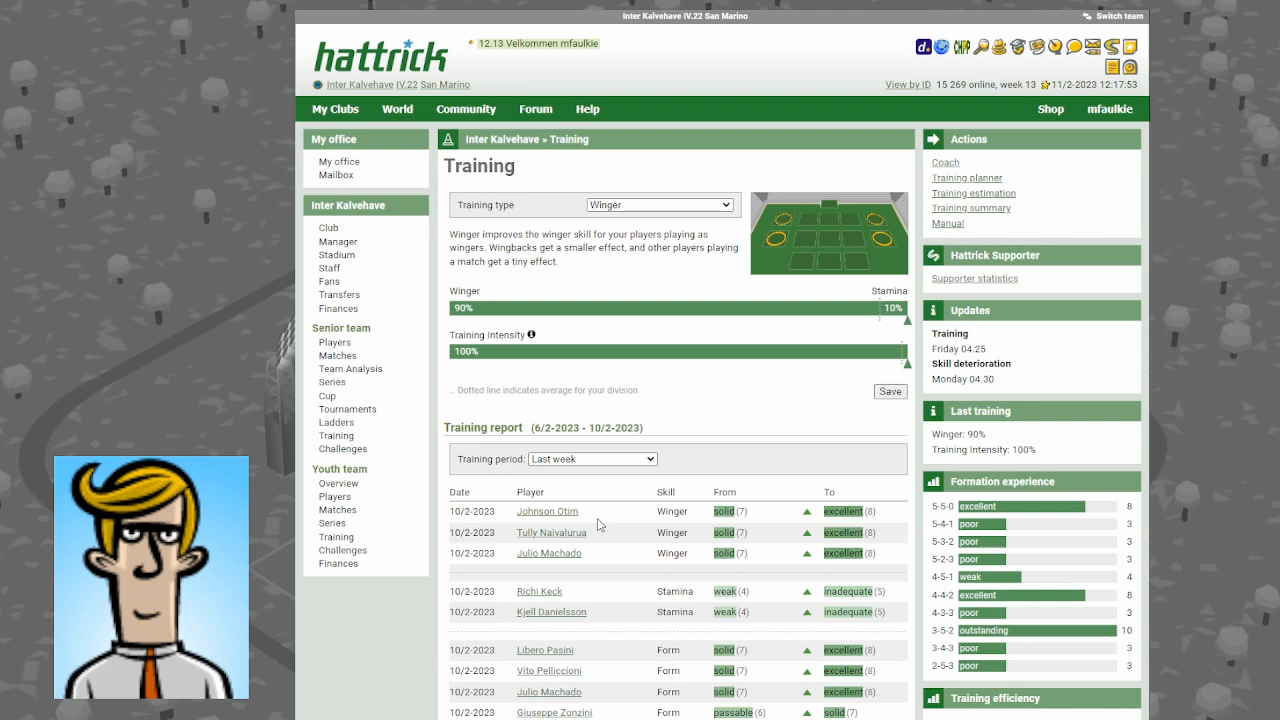 Inter Kalvehave IV.22 San Marino
Switch team
hattrick
12.13 Velkommen mfaulkie
d.
CHPP
Inter Kalvehave IV.22 San Marino
View by ID 15 269 online, week 13 11/2-2023 12:17:53
My Clubs World Community Forum Help Shop mfaulkie
My office
My office
Mailbox
Inter Kalvehave
Club
Manager
Stadium
Staff
Fans
Transfers
Finances
Senior team
Players
Matches
Team Analysis
Series
Cup
Tournaments
Ladders
Training
Challenges
Youth team
Overview
Players
Matches
Series
Training
Challenges
Finances
Inter Kalvehave » Training
Training
Training type Winger
Winger improves the winger skill for your players playing as
wingers. Wingbacks get a smaller effect, and other players playing
a match get a tiny effect.
Winger Stamina
90% 10%
Training Intensity
100%
.. Dotted line indicates average for your division
Save
Training report (6/2-2023 - 10/2-2023)
Training period: Last week
Date Player Skill From To
10/2-2023 Johnson Otim Winger solid (7) excellent (8)
10/2-2023 Tully Naivalurua Winger solid (7) excellent (8)
10/2-2023 Julio Machado Winger solid (7) excellent (8)
10/2-2023 Richi Keck Stamina weak (4) inadequate (5)
10/2-2023 Kjell Danielsson Stamina weak (4) inadequate (5)
10/2-2023 Libero Pasini Form solid (7) excellent (8)
10/2-2023 Vito Pelliccioni Form solid (7) excellent (8)
10/2-2023 Julio Machado Form solid (7) excellent (8)
10/2-2023 Giuseppe Zonzini Form passable (6) solid (7)
Actions
Coach
Training planner
Training estimation
Training summary
Manual
Hattrick Supporter
Supporter statistics
Updates
Training
Friday 04.25
Skill deterioration
Monday 04.30
Last training
Winger: 90%
Training Intensity: 100%
Formation experience
5-5-0 excellent 8
5-4-1 poor 3
5-3-2 poor 3
5-2-3 poor 3
4-5-1 weak 4
4-4-2 excellent 8
4-3-3 poor 3
3-5-2 outstanding 10
3-4-3 poor 3
2-5-3 poor 3
Training efficiency